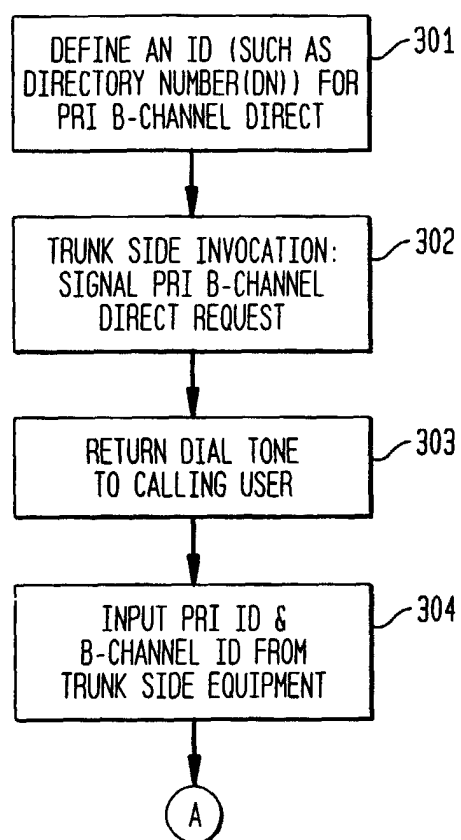 DEFINE AN ID (SUCH AS
DIRECTORY NUMBER(DN)) FOR
PRI B-CHANNEL DIRECT
301
TRUNK SIDE INVOCATION:
SIGNAL PRI B-CHANNEL
DIRECT REQUEST
302
RETURN DIAL TONE
TO CALLING USER
303
INPUT PRI ID &
B-CHANNEL ID FROM
TRUNK SIDE EQUIPMENT
304
A